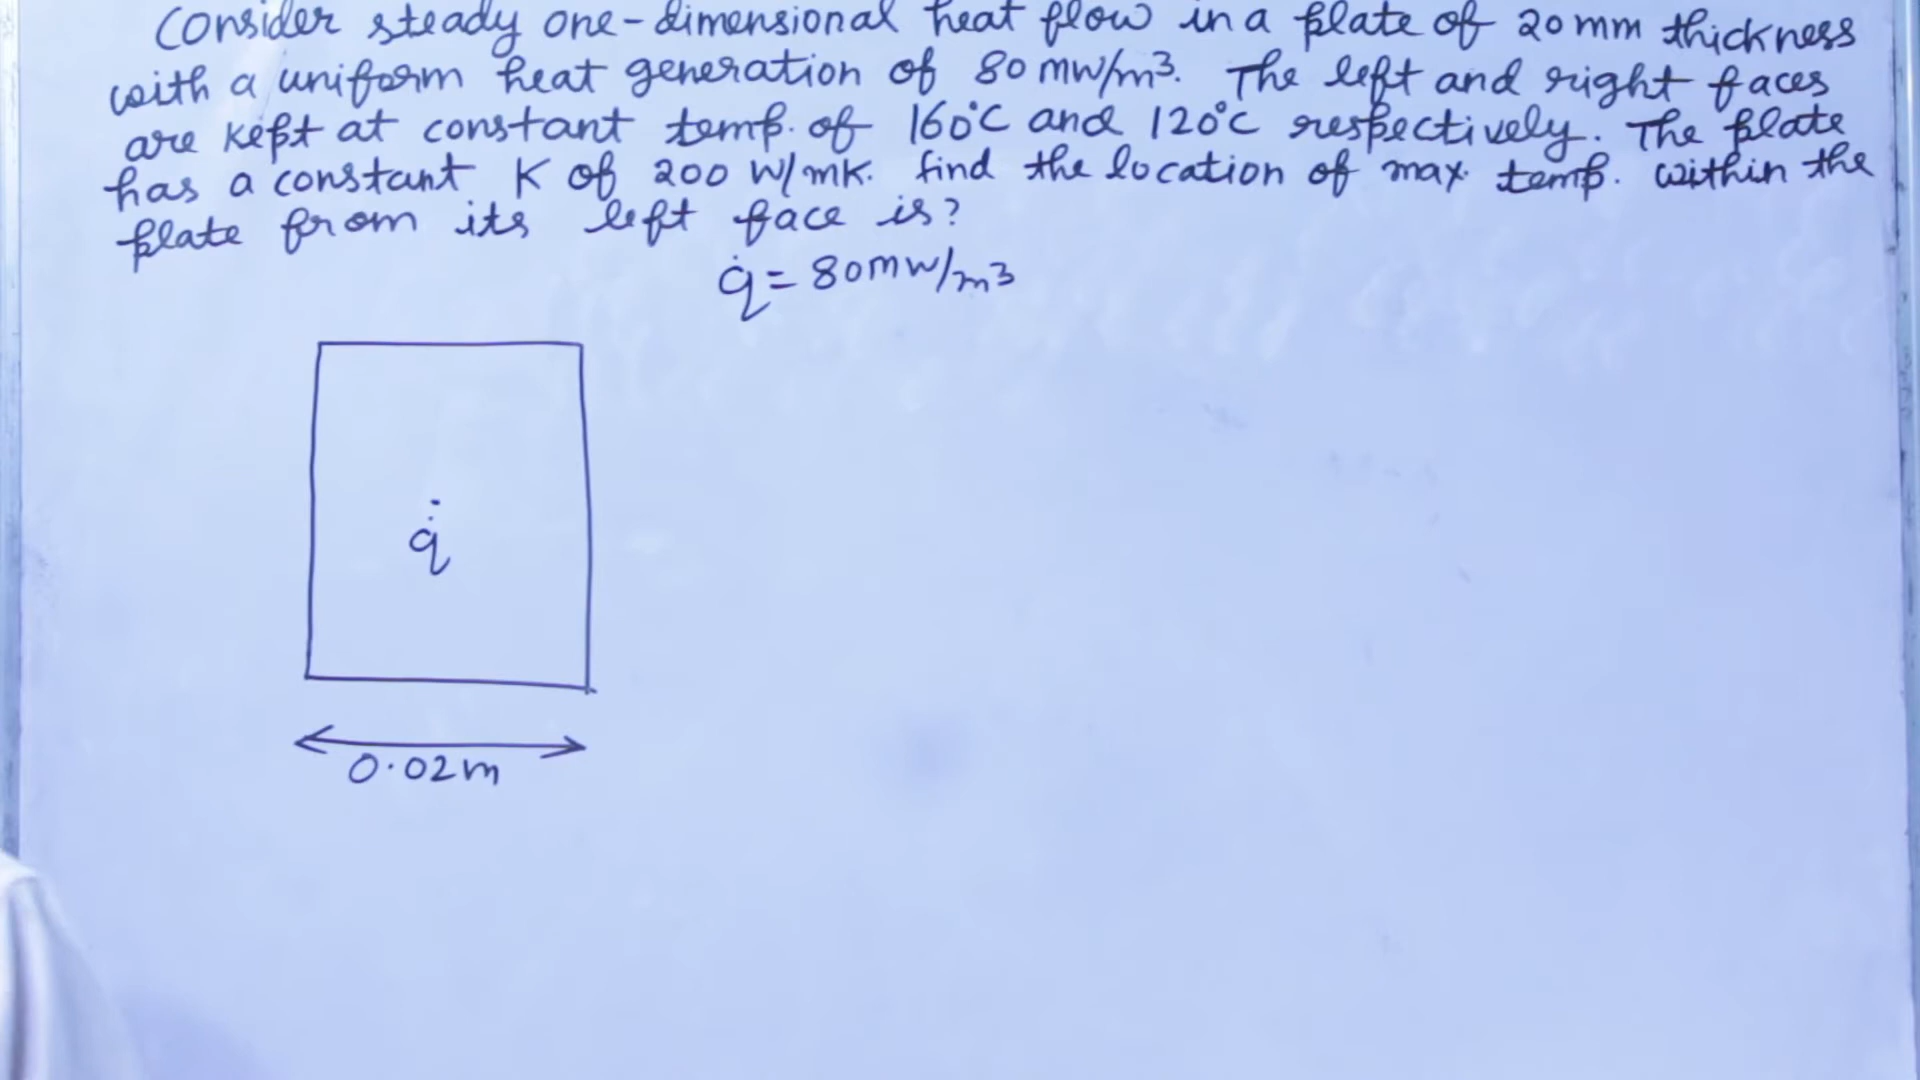 Consider steady one-dimensional heat flow in a plate of 20 mm thickness
with a uniform heat generation of 80 mw/m³. The left and right faces
are kept at constant temp. of 160°C and 120°C respectively. The plate
has a constant K of 200 W/mK. find the location of max. temp. within the
plate from its left face is?
q̇ = 80mw/m³
q̇
0.02m